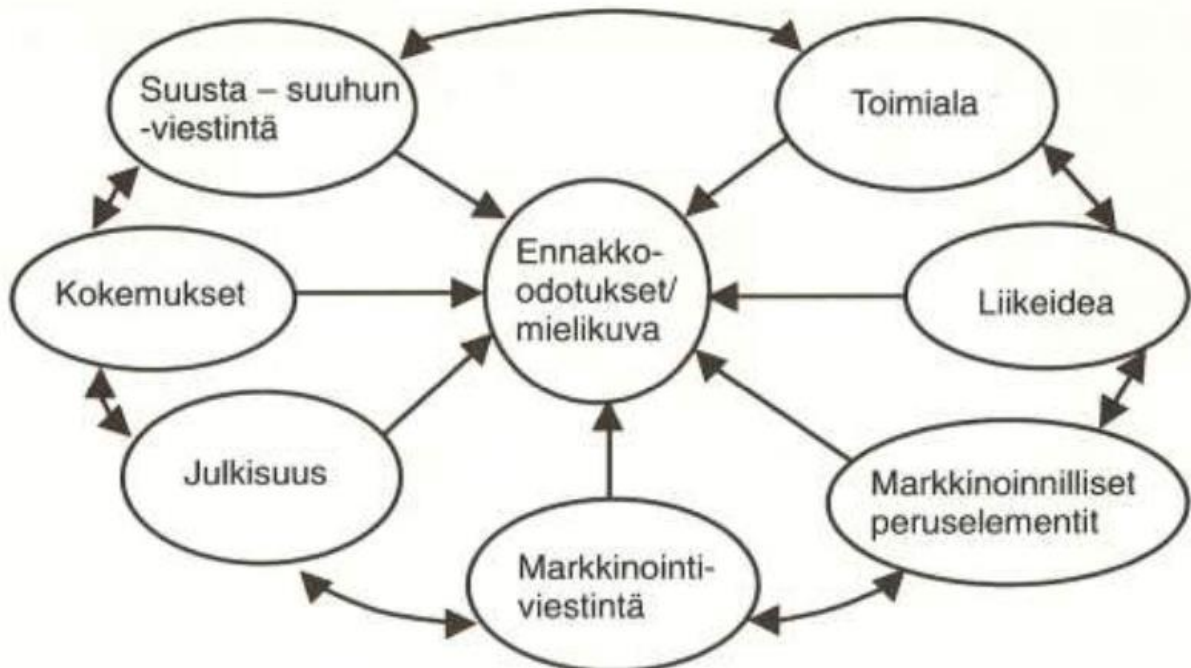 Suusta – suuhun
-viestintä
Toimiala
Ennakko-
odotukset/
mielikuva
Kokemukset
Liikeidea
Julkisuus
Markkinoinnilliset
peruselementit
Markkinointi-
viestintä